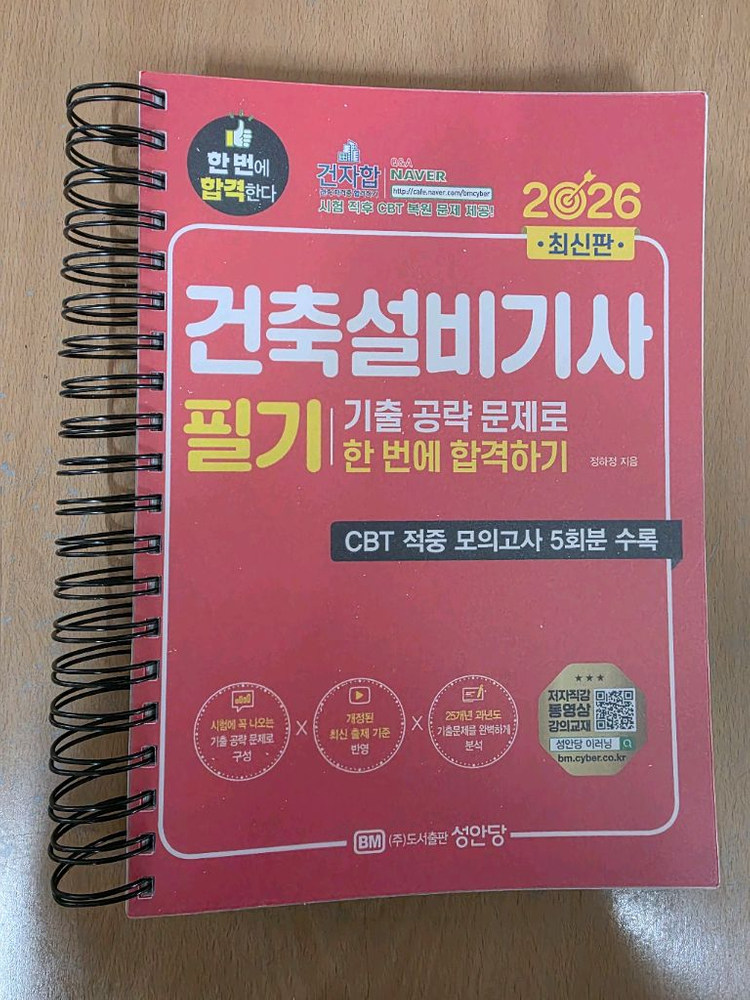 한 번에
합격한다
건자합
Q&A
NAVER
http://cafe.naver.com/bmcyber
시험 직후 CBT 복원 문제 제공!
2026
•최신판•
건축설비기사
필기
기출 공략 문제로
한 번에 합격하기
정하정 지음
CBT 적중 모의고사 5회분 수록
시험에 꼭 나오는
기출 공략 문제로
구성
X
개정된
최신 출제 기준
반영
X
25개년 과년도
기출문제를 완벽하게
분석
★★★
저자직강
동영상
강의교재
성안당 이러닝
bm.cyber.co.kr
BM (주)도서출판 성안당